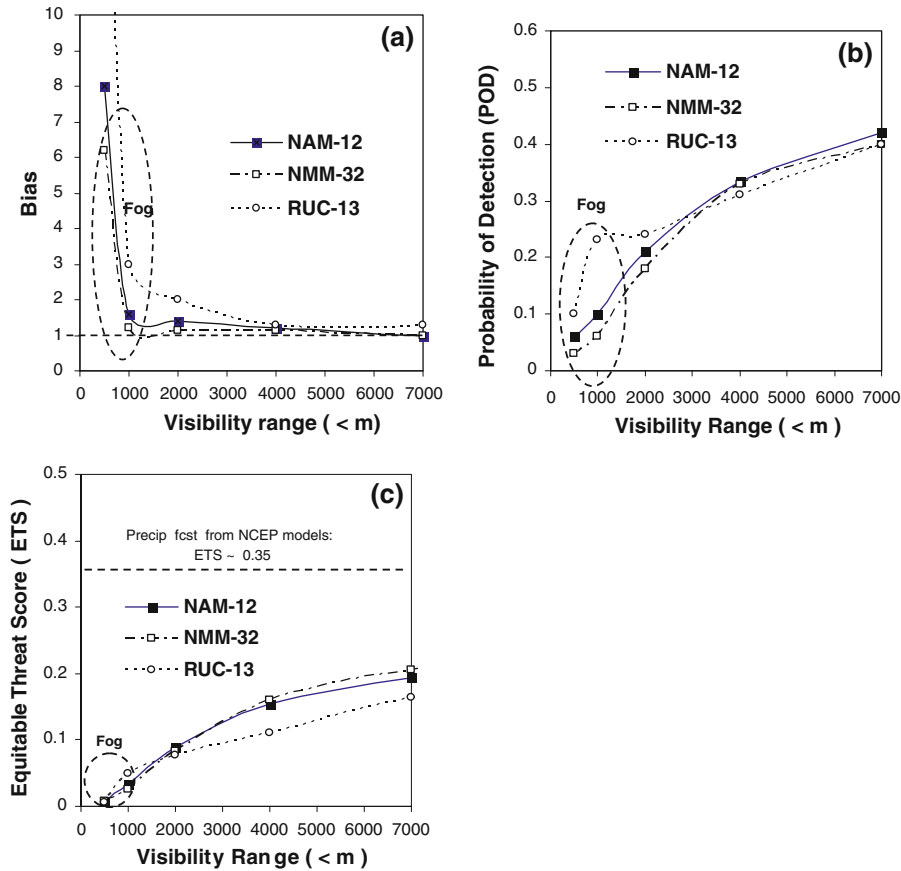 (a)
10
9
8
7
6
5
4
3
2
1
0
Bias
NAM-12
NMM-32
RUC-13
Fog
0 1000 2000 3000 4000 5000 6000 7000
Visibility range ( < m)
(b)
0.6
0.5
0.4
0.3
0.2
0.1
0
Probability of Detection (POD)
NAM-12
NMM-32
RUC-13
Fog
0 1000 2000 3000 4000 5000 6000 7000
Visibility Range ( < m )
(c)
0.5
0.4
0.3
0.2
0.1
0
Equitable Threat Score ( ETS )
Precip fcst from NCEP models:
ETS ~ 0.35
NAM-12
NMM-32
RUC-13
Fog
0 1000 2000 3000 4000 5000 6000 7000
Visibility Range ( < m )